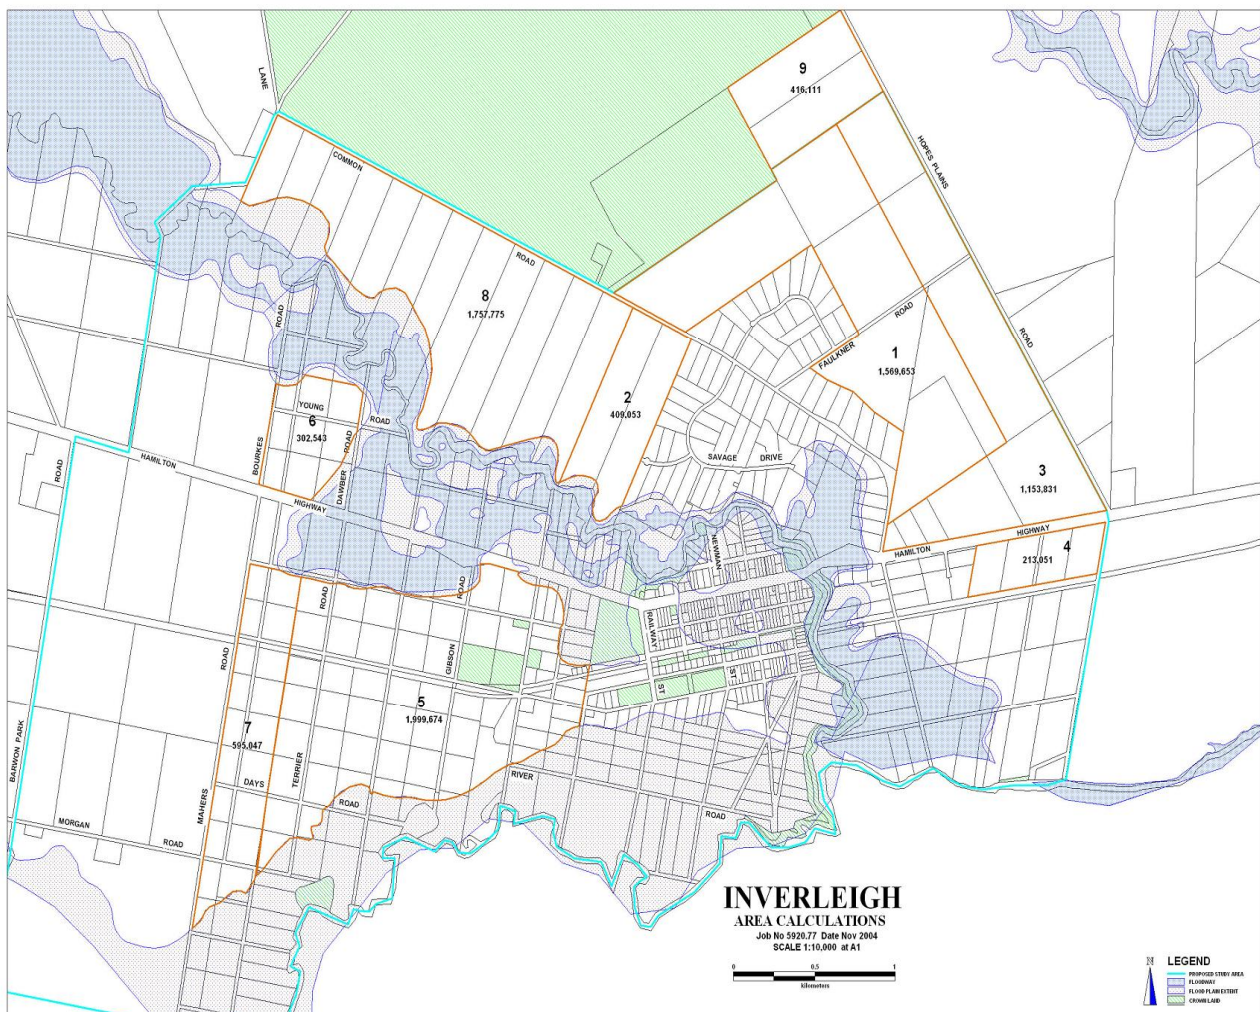 LANE
COMMON
ROAD
9
416,111
HOPES PLAINS
ROAD
8
1,757,775
2
409,053
FAULKNER
ROAD
1
1,569,653
SAVAGE DRIVE
3
1,153,831
HIGHWAY
HAMILTON
4
213,051
ROAD
YOUNG
ROAD
6
302,543
BOURKES
ROAD
DAWBER
ROAD
HAMILTON
HIGHWAY
NEWMAN
ST
RAILWAY
ST
ROAD
GIBSON
ROAD
5
1,999,674
ROAD
TERRIER
ROAD
MAHERS
7
595,047
DAYS
ROAD
RIVER
ROAD
BARWON PARK
MORGAN
ROAD
INVERLEIGH
AREA CALCULATIONS
Job No 5920.77 Date Nov 2004
SCALE 1:10,000 at A1
0 0.5 1
kilometers
N
LEGEND
PROPOSED STUDY AREA
FLOODWAY
FLOOD PLAIN EXTENT
CROWN LAND